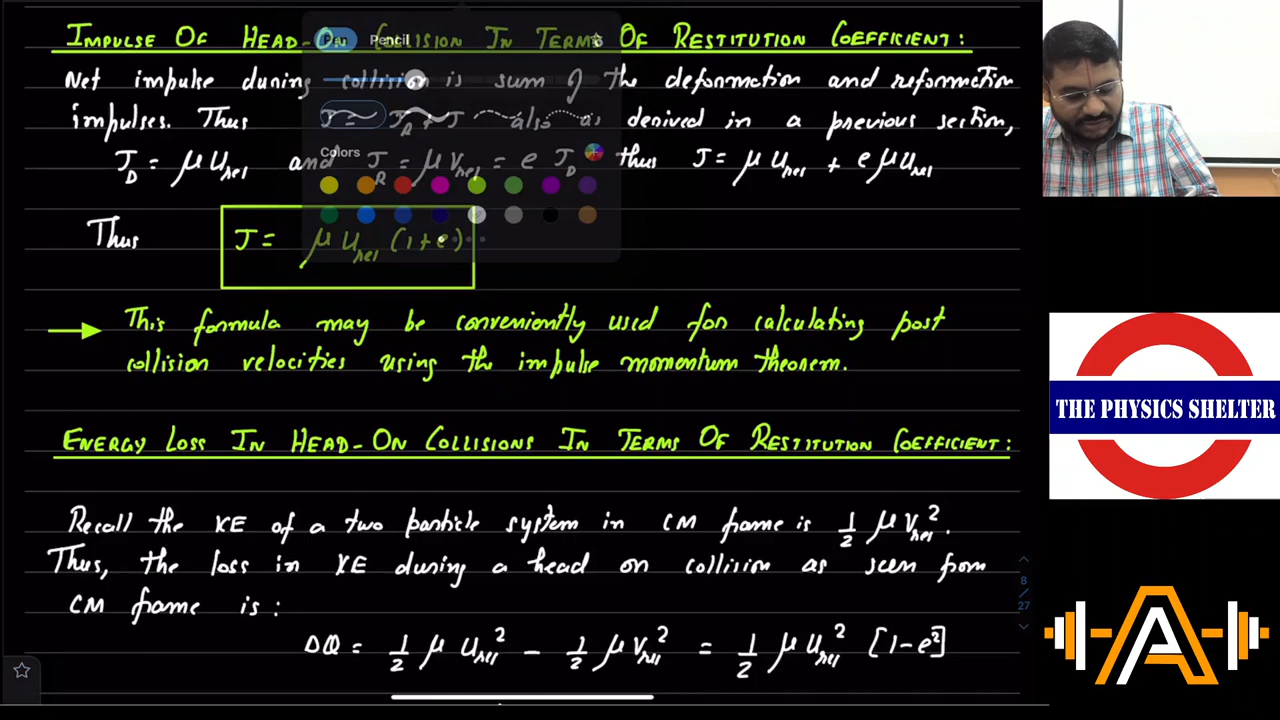 IMPULSE OF HEAD-ON COLLISION IN TERMS OF RESTITUTION COEFFICIENT:
Pen Pencil
Net impulse during collision is sum of the deformation and reformation
impulses. Thus J = J_R + J also as derived in a previous section,
Colors
J_D = μ u_rel and J_R = μ v_rel = e J_D thus J = μ u_rel + e μ u_rel
Thus J = μ u_rel (1+e)
→ This formula may be conveniently used for calculating post
collision velocities using the impulse momentum theorem.
ENERGY LOSS IN HEAD-ON COLLISIONS IN TERMS OF RESTITUTION COEFFICIENT:
Recall the KE of a two particle system in CM frame is 1/2 μ v_rel².
Thus, the loss in KE during a head on collision as seen from
CM frame is:
ΔQ = 1/2 μ u_rel² - 1/2 μ v_rel² = 1/2 μ u_rel² [1-e²]
8
/
27
THE PHYSICS SHELTER